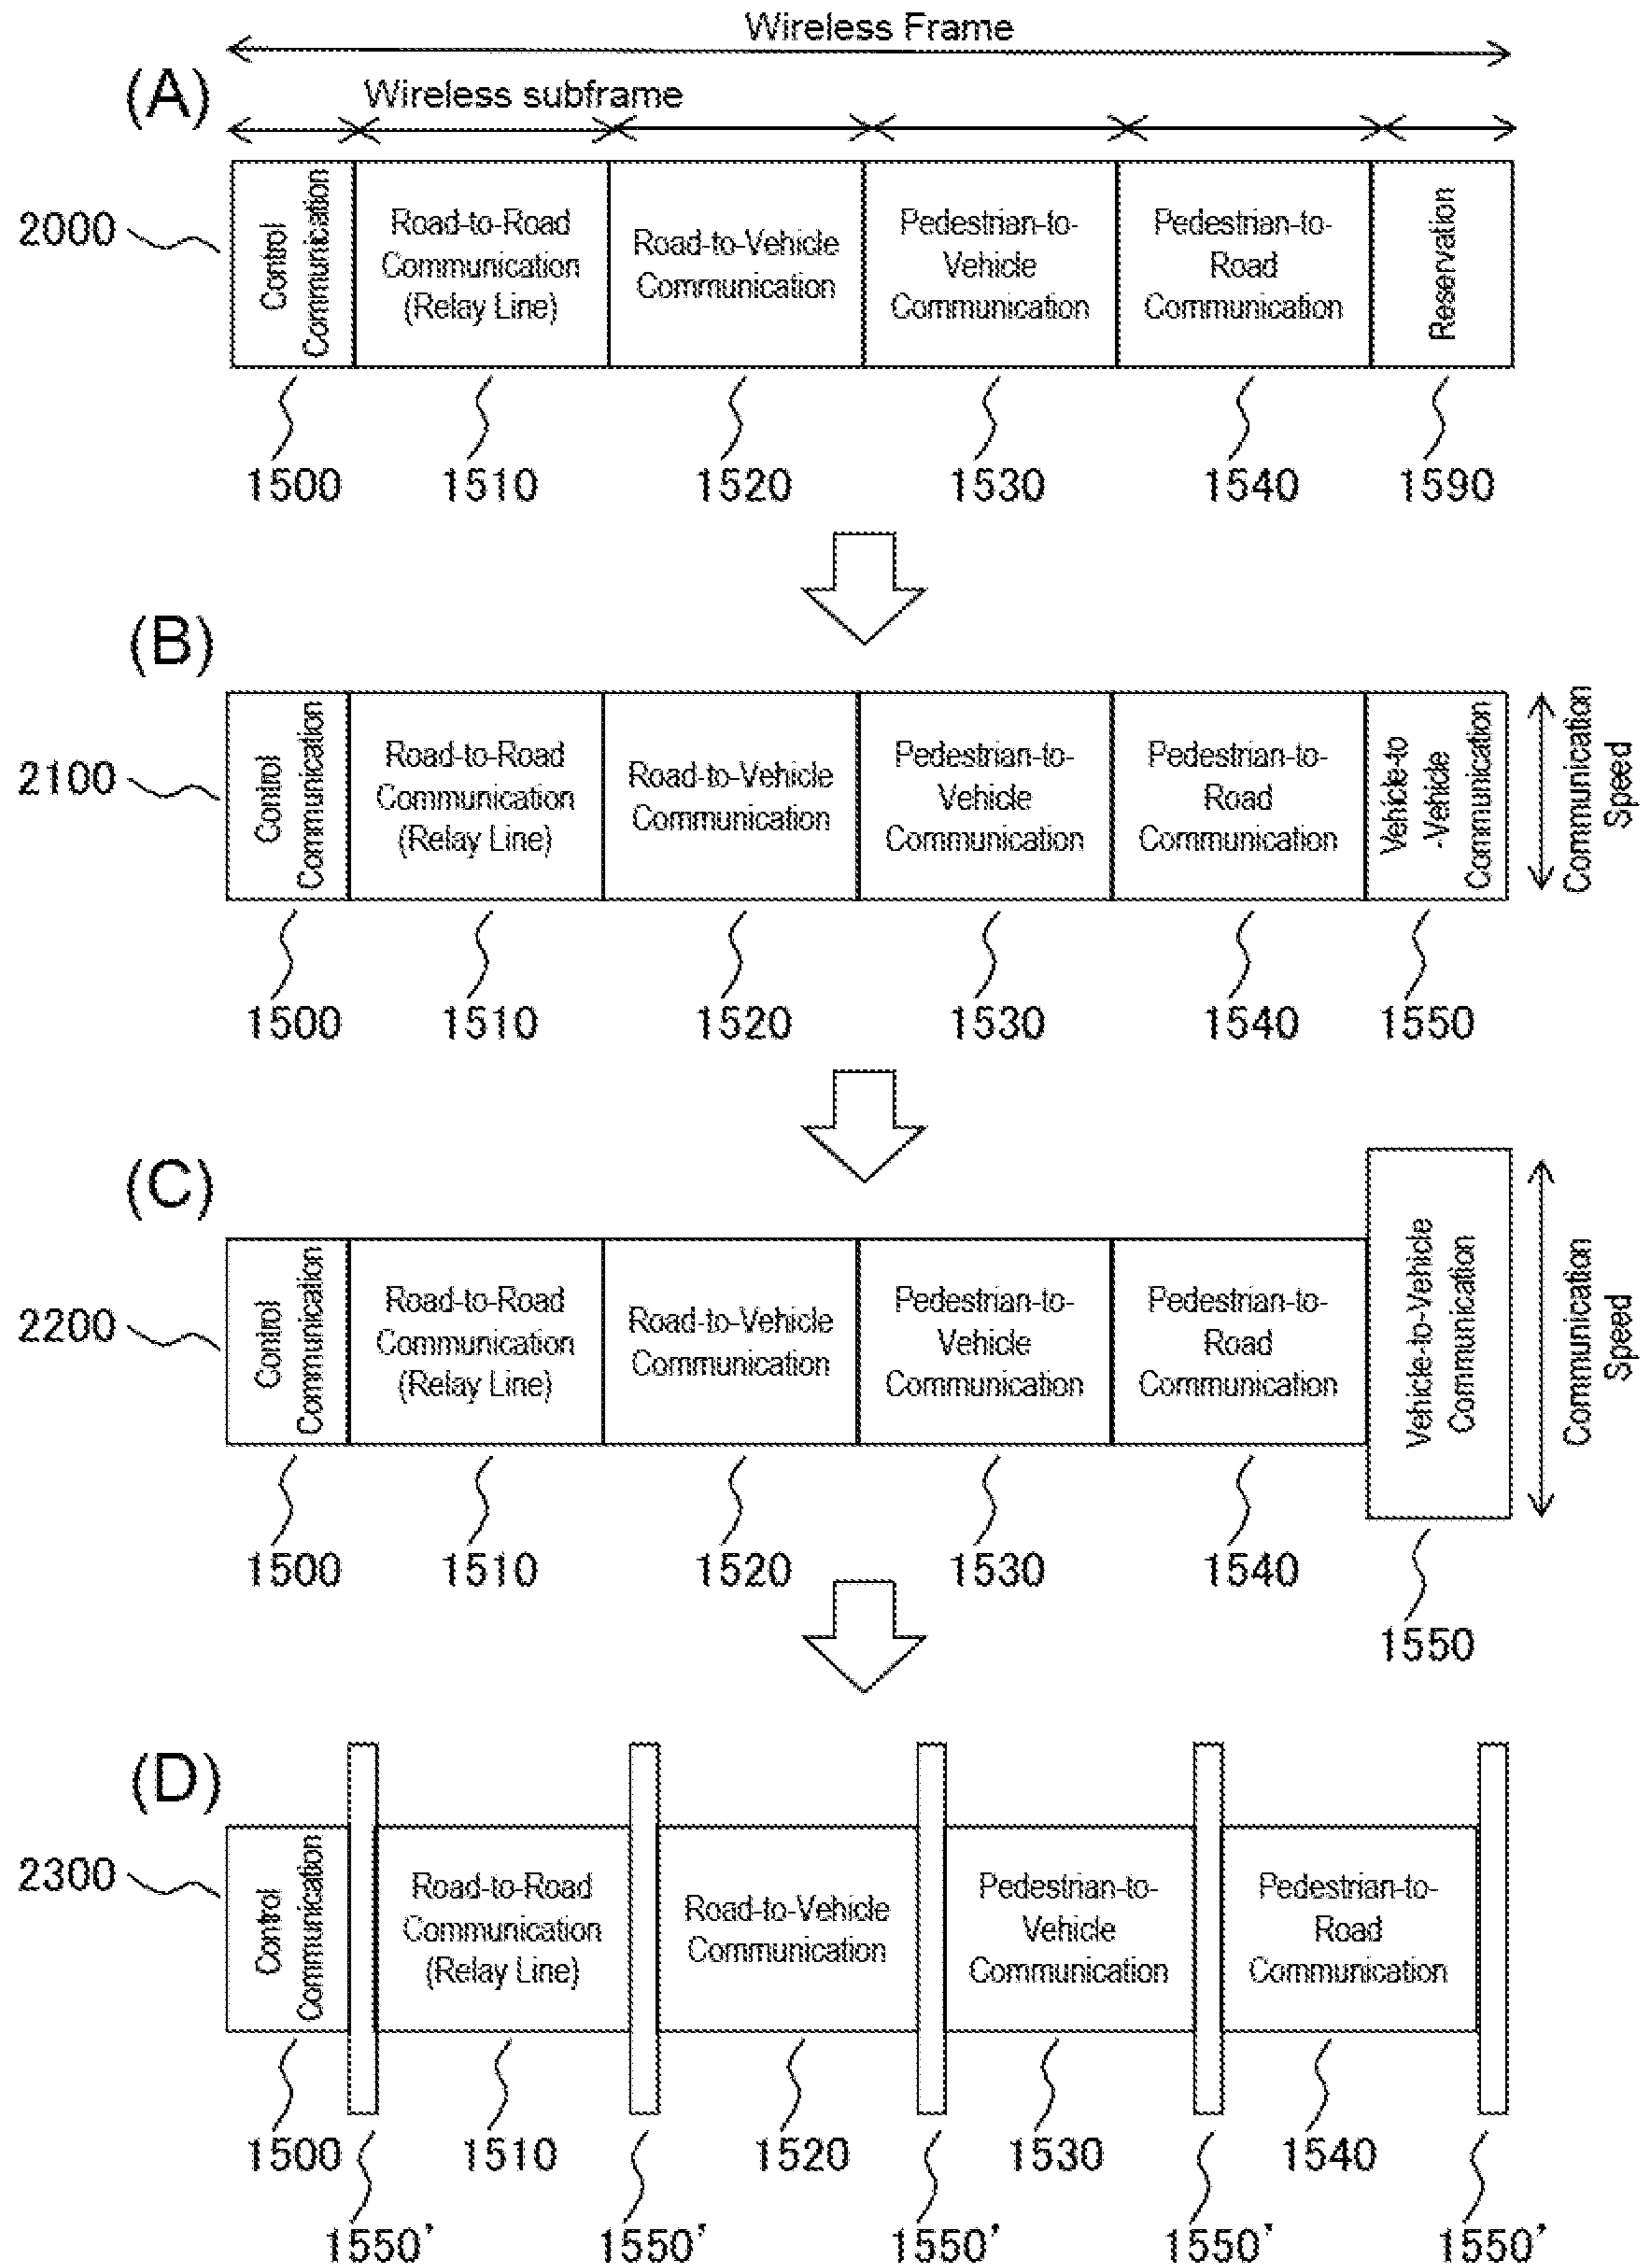 Wireless Frame
(A)
Wireless subframe
2000
Control
Communication
Road-to-Road
Communication
(Relay Line)
Road-to-Vehicle
Communication
Pedestrian-to-
Vehicle
Communication
Pedestrian-to-
Road
Communication
Reservation
1500
1510
1520
1530
1540
1590
(B)
2100
Control
Communication
Road-to-Road
Communication
(Relay Line)
Road-to-Vehicle
Communication
Pedestrian-to-
Vehicle
Communication
Pedestrian-to-
Road
Communication
Vehicle-to
-Vehicle
Communication
Communication
Speed
1500
1510
1520
1530
1540
1550
(C)
2200
Control
Communication
Road-to-Road
Communication
(Relay Line)
Road-to-Vehicle
Communication
Pedestrian-to-
Vehicle
Communication
Pedestrian-to-
Road
Communication
Vehicle-to-Vehicle
Communication
Communication
Speed
1500
1510
1520
1530
1540
1550
(D)
2300
Control
Communication
Road-to-Road
Communication
(Relay Line)
Road-to-Vehicle
Communication
Pedestrian-to-
Vehicle
Communication
Pedestrian-to-
Road
Communication
1500
1510
1520
1530
1540
1550'
1550'
1550'
1550'
1550'